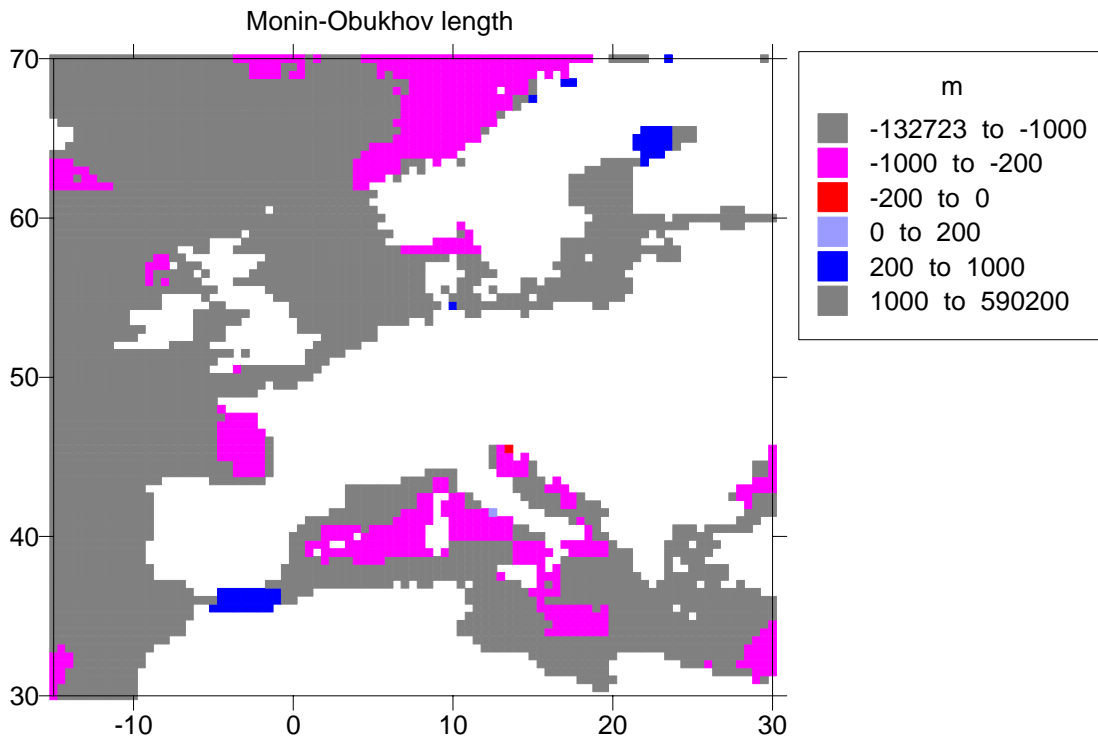 Monin-Obukhov length
70
60
50
40
30
-10
0
10
20
30
m
-132723 to -1000
-1000 to -200
-200 to 0
0 to 200
200 to 1000
1000 to 590200